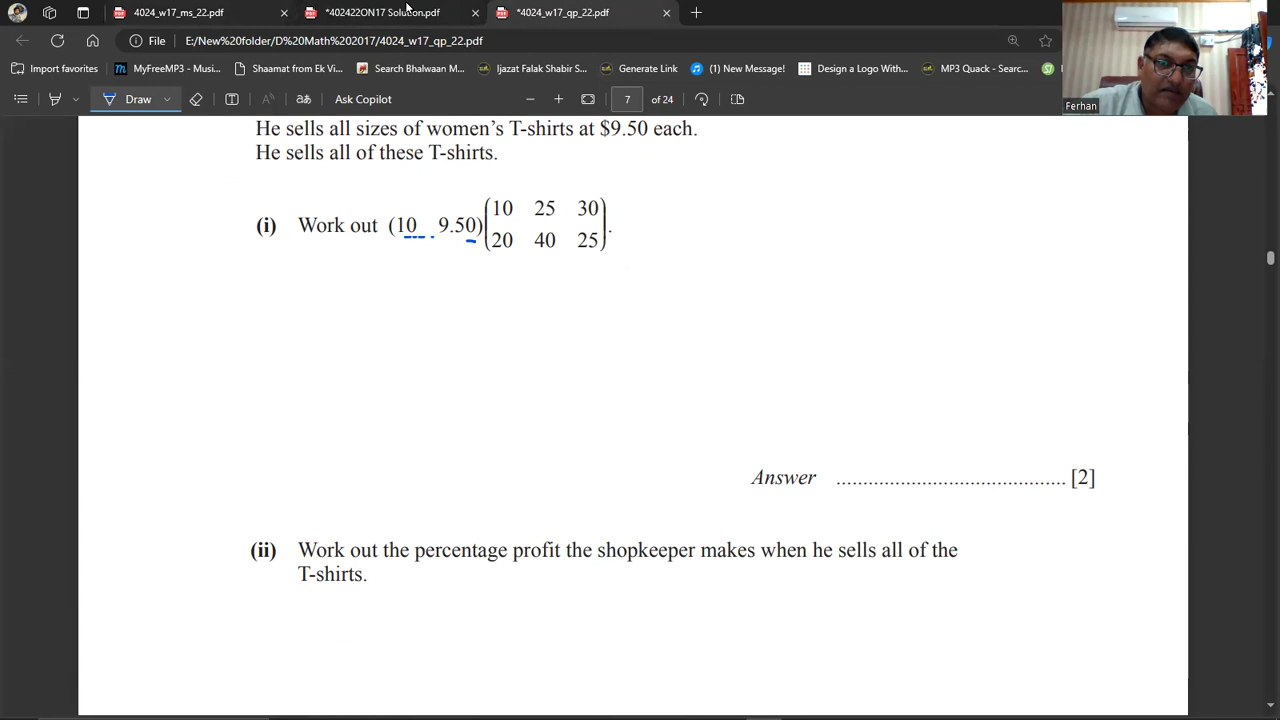 4024_w17_ms_22.pdf
*402422ON17 Solution.pdf
*4024_w17_qp_22.pdf
File
E:/New%20folder/D%20Math%202017/4024_w17_qp_22.pdf
Import favorites
MyFreeMP3 - Musi...
Shaamat from Ek Vi...
Search Bhalwaan M...
Ijazat Falak Shabir S...
Generate Link
(1) New Message!
Design a Logo With...
MP3 Quack - Searc...
Draw
aあ
Ask Copilot
7 of 24
Ferhan
He sells all sizes of women's T-shirts at $9.50 each.
He sells all of these T-shirts.
(i) Work out (10 9.50)(10 25 30
20 40 25).
Answer ........................................... [2]
(ii) Work out the percentage profit the shopkeeper makes when he sells all of the
T-shirts.